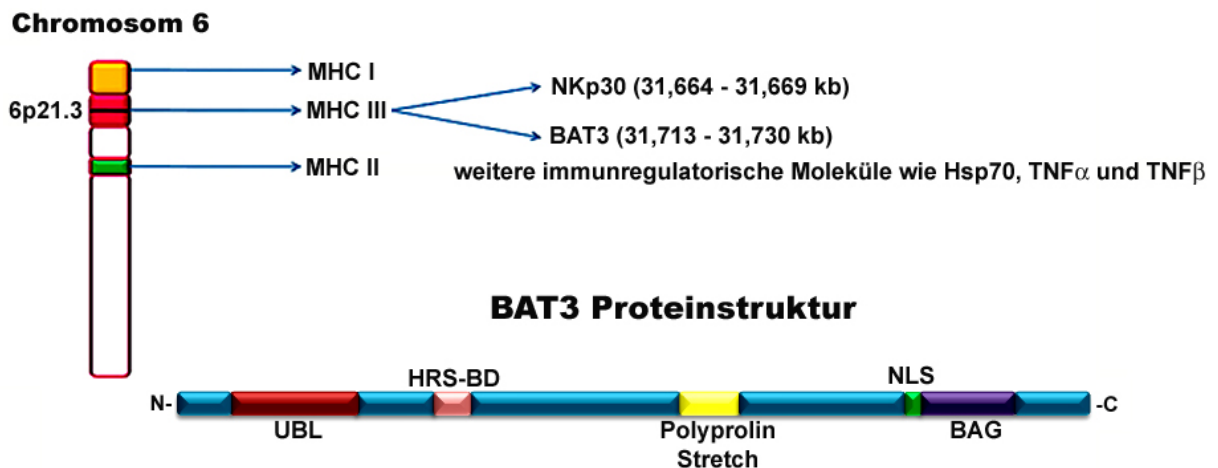 Chromosom 6
MHC I
NKp30 (31,664 - 31,669 kb)
6p21.3
MHC III
BAT3 (31,713 - 31,730 kb)
MHC II
weitere immunregulatorische Moleküle wie Hsp70, TNFα und TNFβ
BAT3 Proteinstruktur
HRS-BD
NLS
N-
-C
UBL
Polyprolin
Stretch
BAG